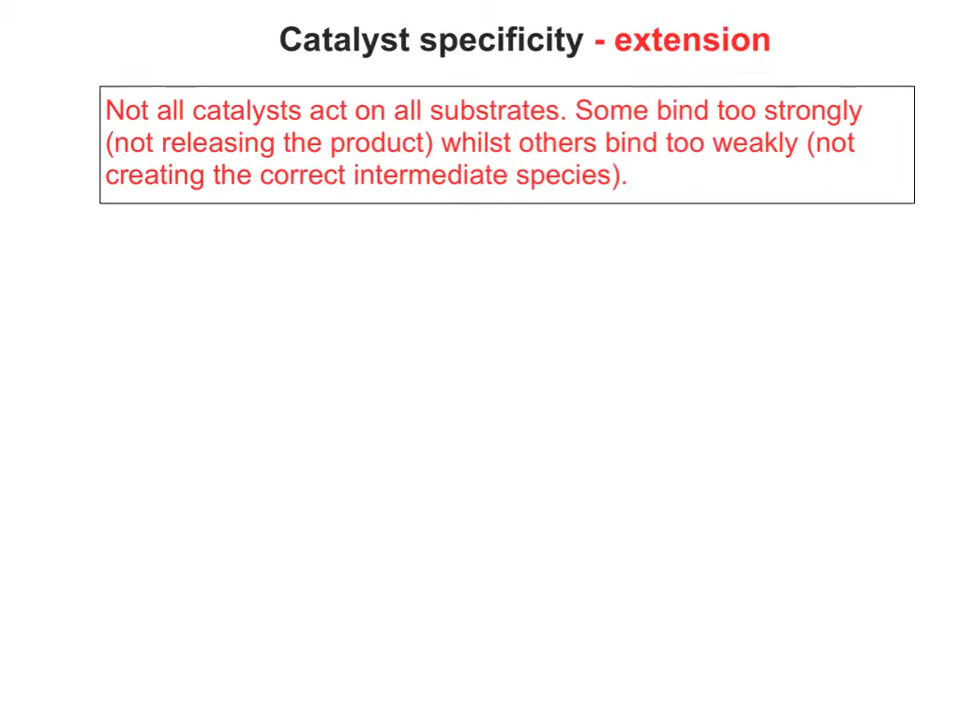 Catalyst specificity - extension
Not all catalysts act on all substrates. Some bind too strongly
(not releasing the product) whilst others bind too weakly (not
creating the correct intermediate species).